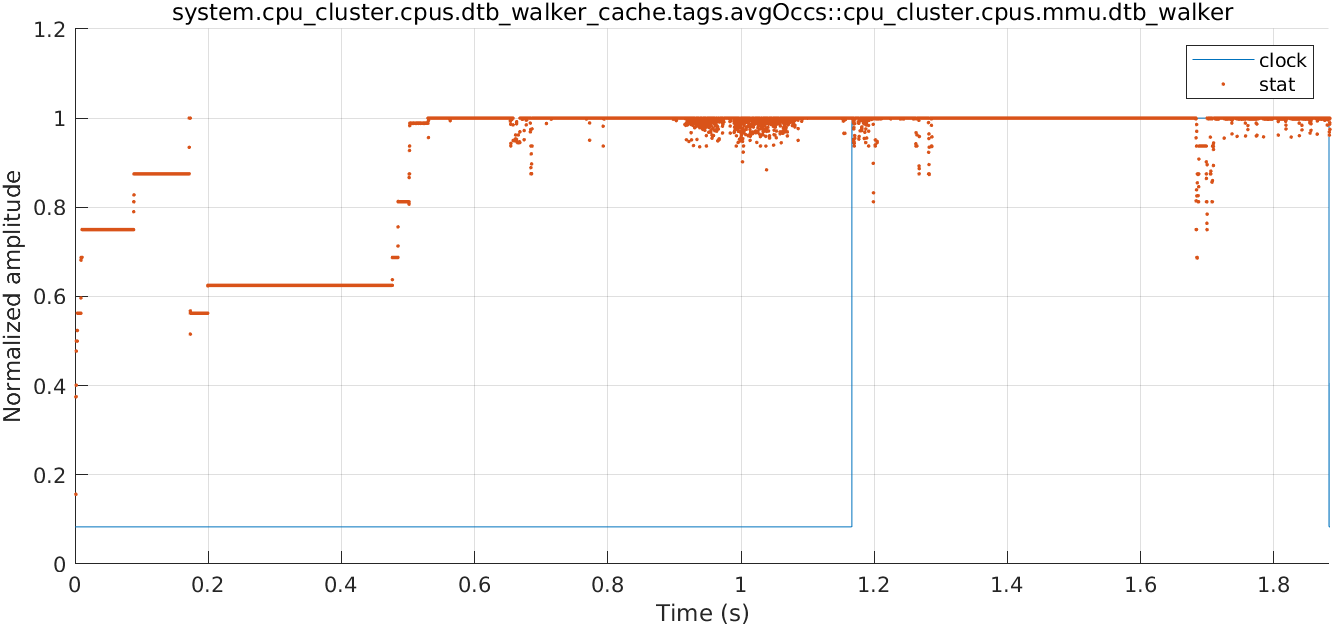 system.cpu_cluster.cpus.dtb_walker_cache.tags.avgOccs::cpu_cluster.cpus.mmu.dtb_walker
1.2
1
0.8
0.6
0.4
0.2
0
Normalized amplitude
clock
stat
0 0.2 0.4 0.6 0.8 1 1.2 1.4 1.6 1.8
Time (s)